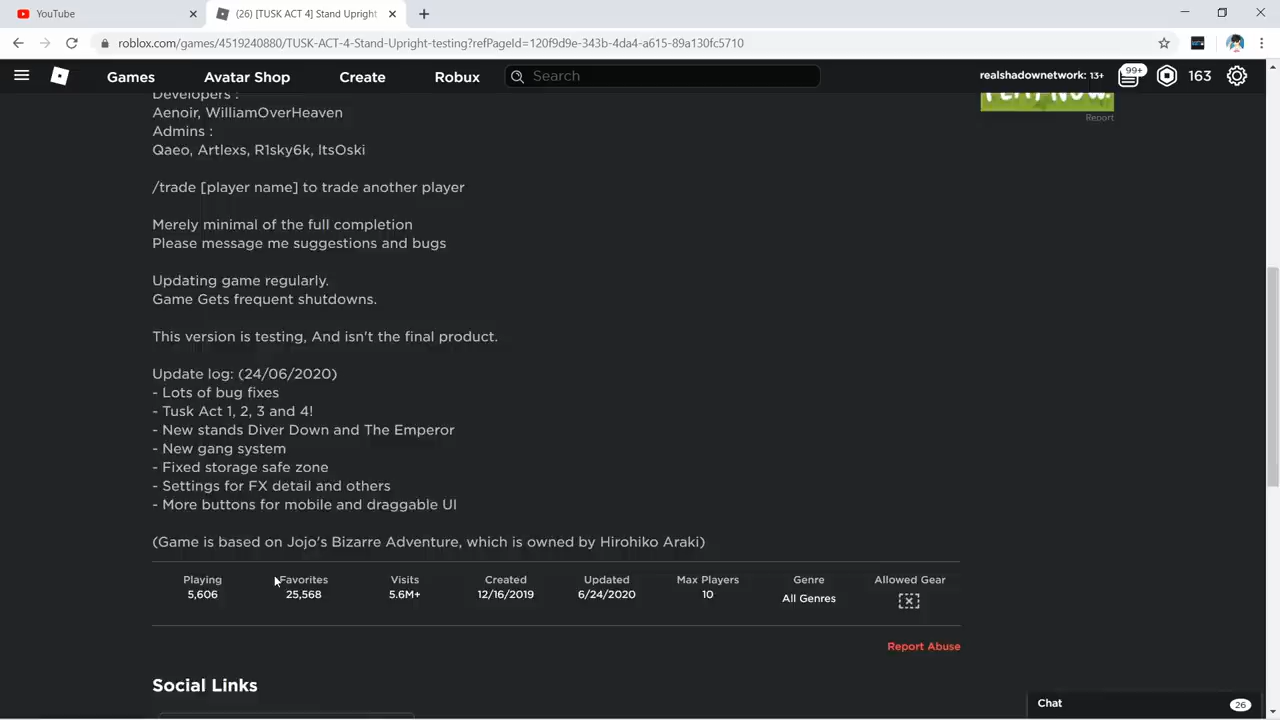 YouTube
(26) [TUSK ACT 4] Stand Upright
roblox.com/games/4519240880/TUSK-ACT-4-Stand-Upright-testing?refPageId=120f9d9e-343b-4da4-a615-89a130fc5710
Games
Avatar Shop
Create
Robux
Search
realshadownetwork: 13+
99+
163
Developers :
Aenoir, WilliamOverHeaven
Admins :
Qaeo, Artlexs, R1sky6k, ItsOski
PLAY NOW!
Report
/trade [player name] to trade another player
Merely minimal of the full completion
Please message me suggestions and bugs
Updating game regularly.
Game Gets frequent shutdowns.
This version is testing, And isn't the final product.
Update log: (24/06/2020)
- Lots of bug fixes
- Tusk Act 1, 2, 3 and 4!
- New stands Diver Down and The Emperor
- New gang system
- Fixed storage safe zone
- Settings for FX detail and others
- More buttons for mobile and draggable UI
(Game is based on Jojo's Bizarre Adventure, which is owned by Hirohiko Araki)
Playing Favorites Visits Created Updated Max Players Genre Allowed Gear
5,606 25,568 5.6M+ 12/16/2019 6/24/2020 10 All Genres
Report Abuse
Social Links
Chat
26